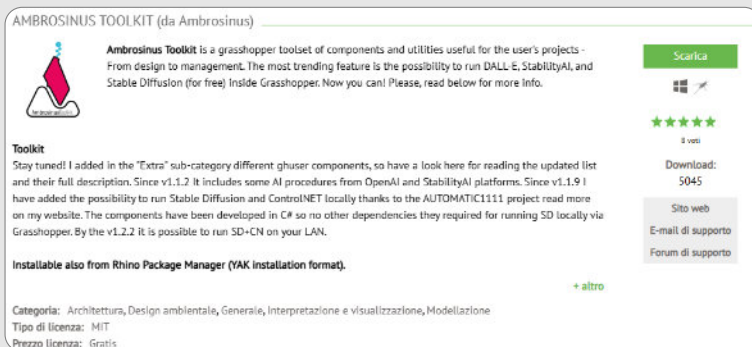 AMBROSINUS TOOLKIT (da Ambrosinus)
Ambrosinus Toolkit is a grasshopper toolset of components and utilities useful for the user's projects -
From design to management. The most trending feature is the possibility to run DALL-E, StabilityAI, and
Stable Diffusion (for free) inside Grasshopper. Now you can! Please, read below for more info.
Toolkit
Stay tuned! I added in the "Extra" sub-category different ghuser components, so have a look here for reading the updated list
and their full description. Since v1.1.2 it includes some AI procedures from OpenAI and StabilityAI platforms. Since v1.1.9 I
have added the possibility to run Stable Diffusion and ControlNET locally thanks to the AUTOMATIC1111 project read more
on my website. The components have been developed in C# so no other dependencies they required for running SD locally via
Grasshopper. By the v1.2.2 it is possible to run SD+CN on your LAN.
Installable also from Rhino Package Manager (YAK installation format).
+ altro
Categoria: Architettura, Design ambientale, Generale, Interpretazione e visualizzazione, Modellazione
Tipo di licenza: MIT
Prezzo licenza: Gratis
Scarica
8 voti
Download:
5045
Sito web
E-mail di supporto
Forum di supporto